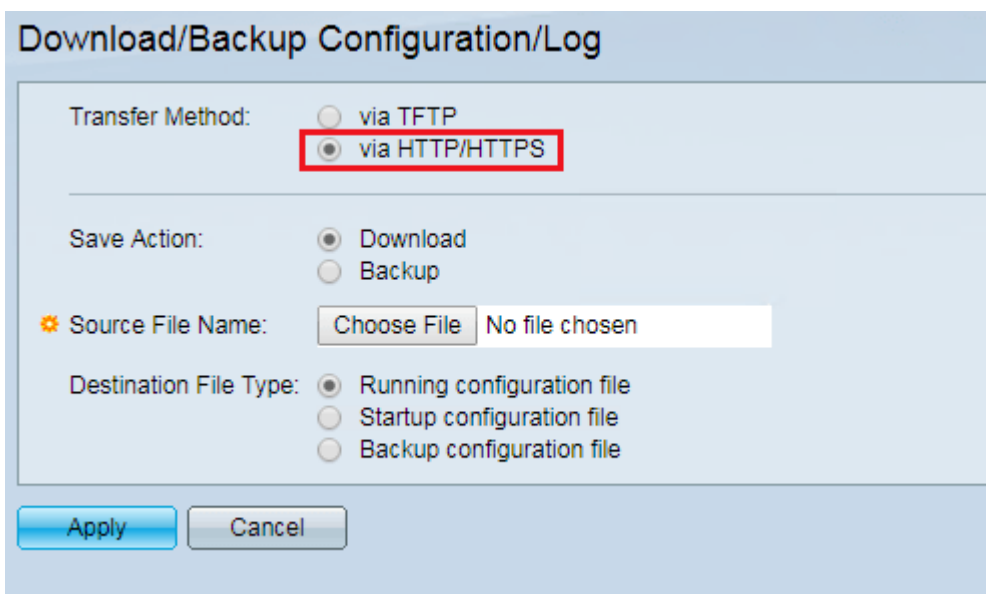 Download/Backup Configuration/Log
Transfer Method: via TFTP
via HTTP/HTTPS
Save Action: Download
Backup
Source File Name: Choose File No file chosen
Destination File Type: Running configuration file
Startup configuration file
Backup configuration file
Apply Cancel